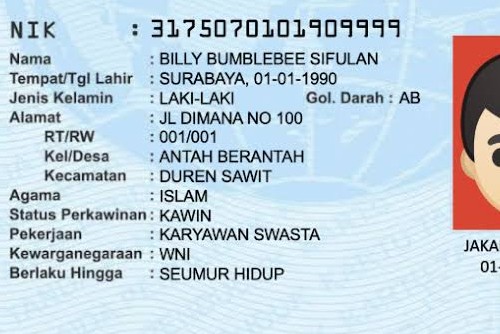 NIK : 3175070101909999
Nama : BILLY BUMBLEBEE SIFULAN
Tempat/Tgl Lahir : SURABAYA, 01-01-1990
Jenis Kelamin : LAKI-LAKI Gol. Darah : AB
Alamat : JL DIMANA NO 100
RT/RW : 001/001
Kel/Desa : ANTAH BERANTAH
Kecamatan : DUREN SAWIT
Agama : ISLAM
Status Perkawinan : KAWIN
Pekerjaan : KARYAWAN SWASTA
Kewarganegaraan : WNI
Berlaku Hingga : SEUMUR HIDUP
JAKA
01-